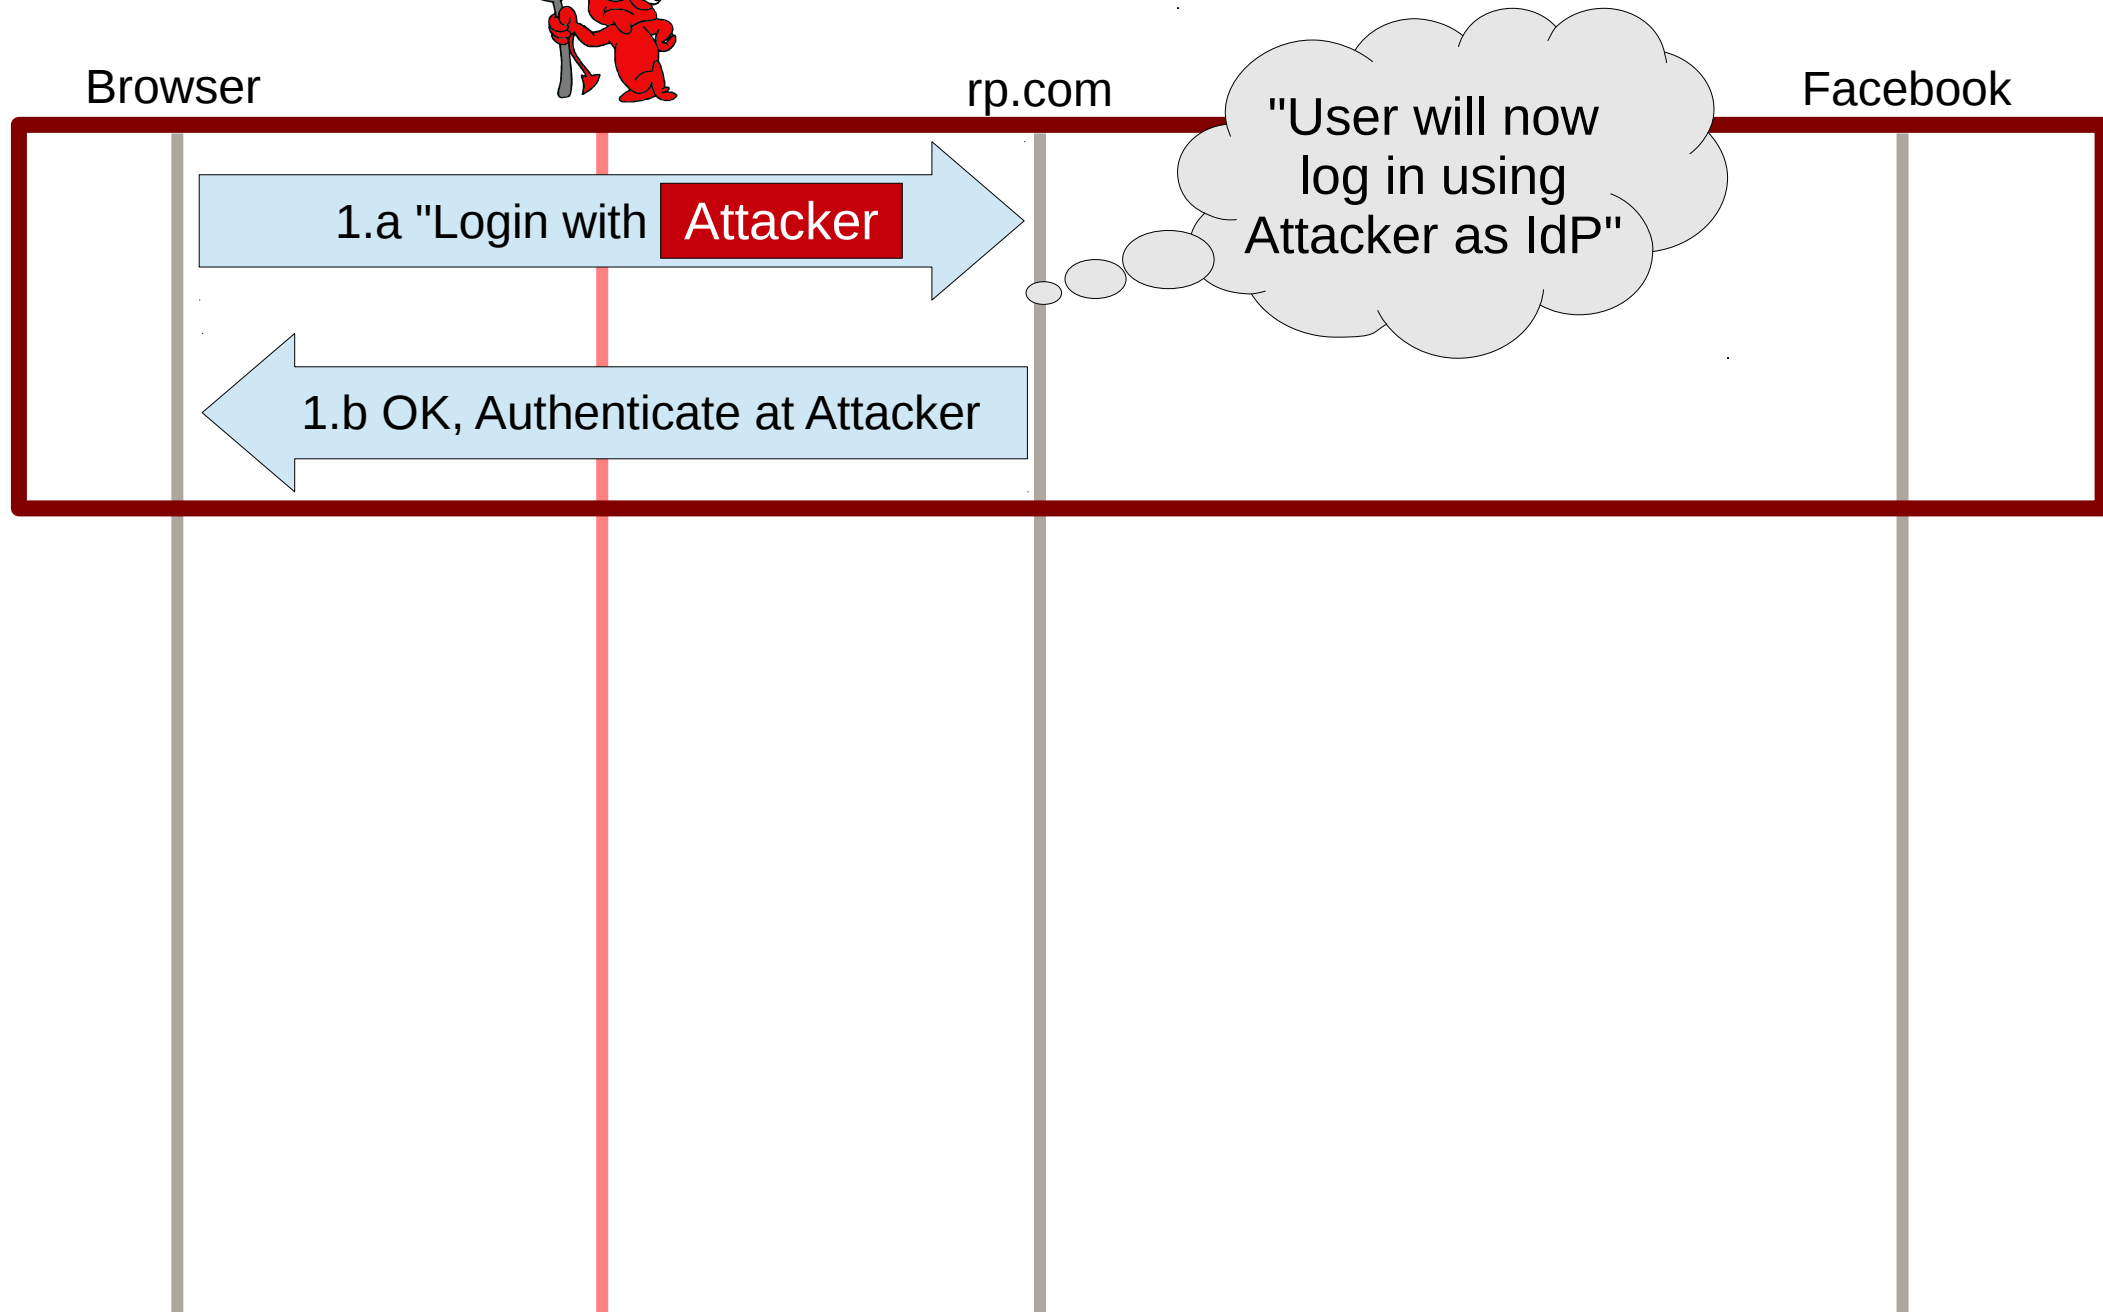 Browser
rp.com
Facebook
"User will now
log in using
Attacker as IdP"
1.a "Login with Attacker
1.b OK, Authenticate at Attacker